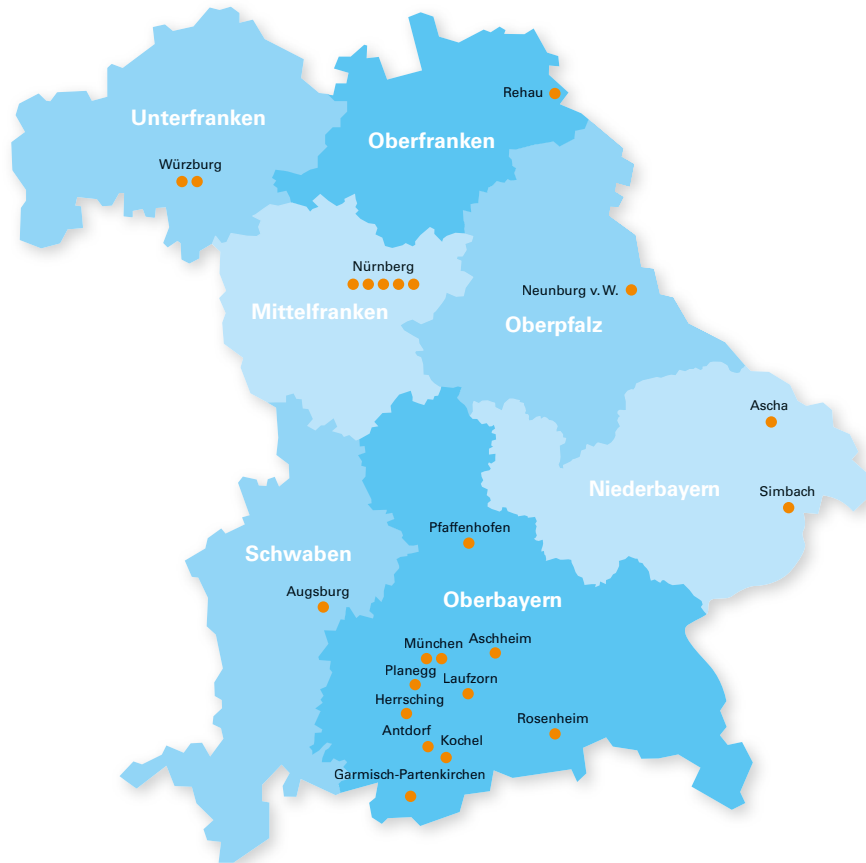 Rehau
Unterfranken
Oberfranken
Würzburg
Nürnberg
Neunburg v. W.
Mittelfranken
Oberpfalz
Ascha
Niederbayern
Simbach
Pfaffenhofen
Schwaben
Augsburg
Oberbayern
München
Aschheim
Planegg
Laufzorn
Herrsching
Rosenheim
Antdorf
Kochel
Garmisch-Partenkirchen